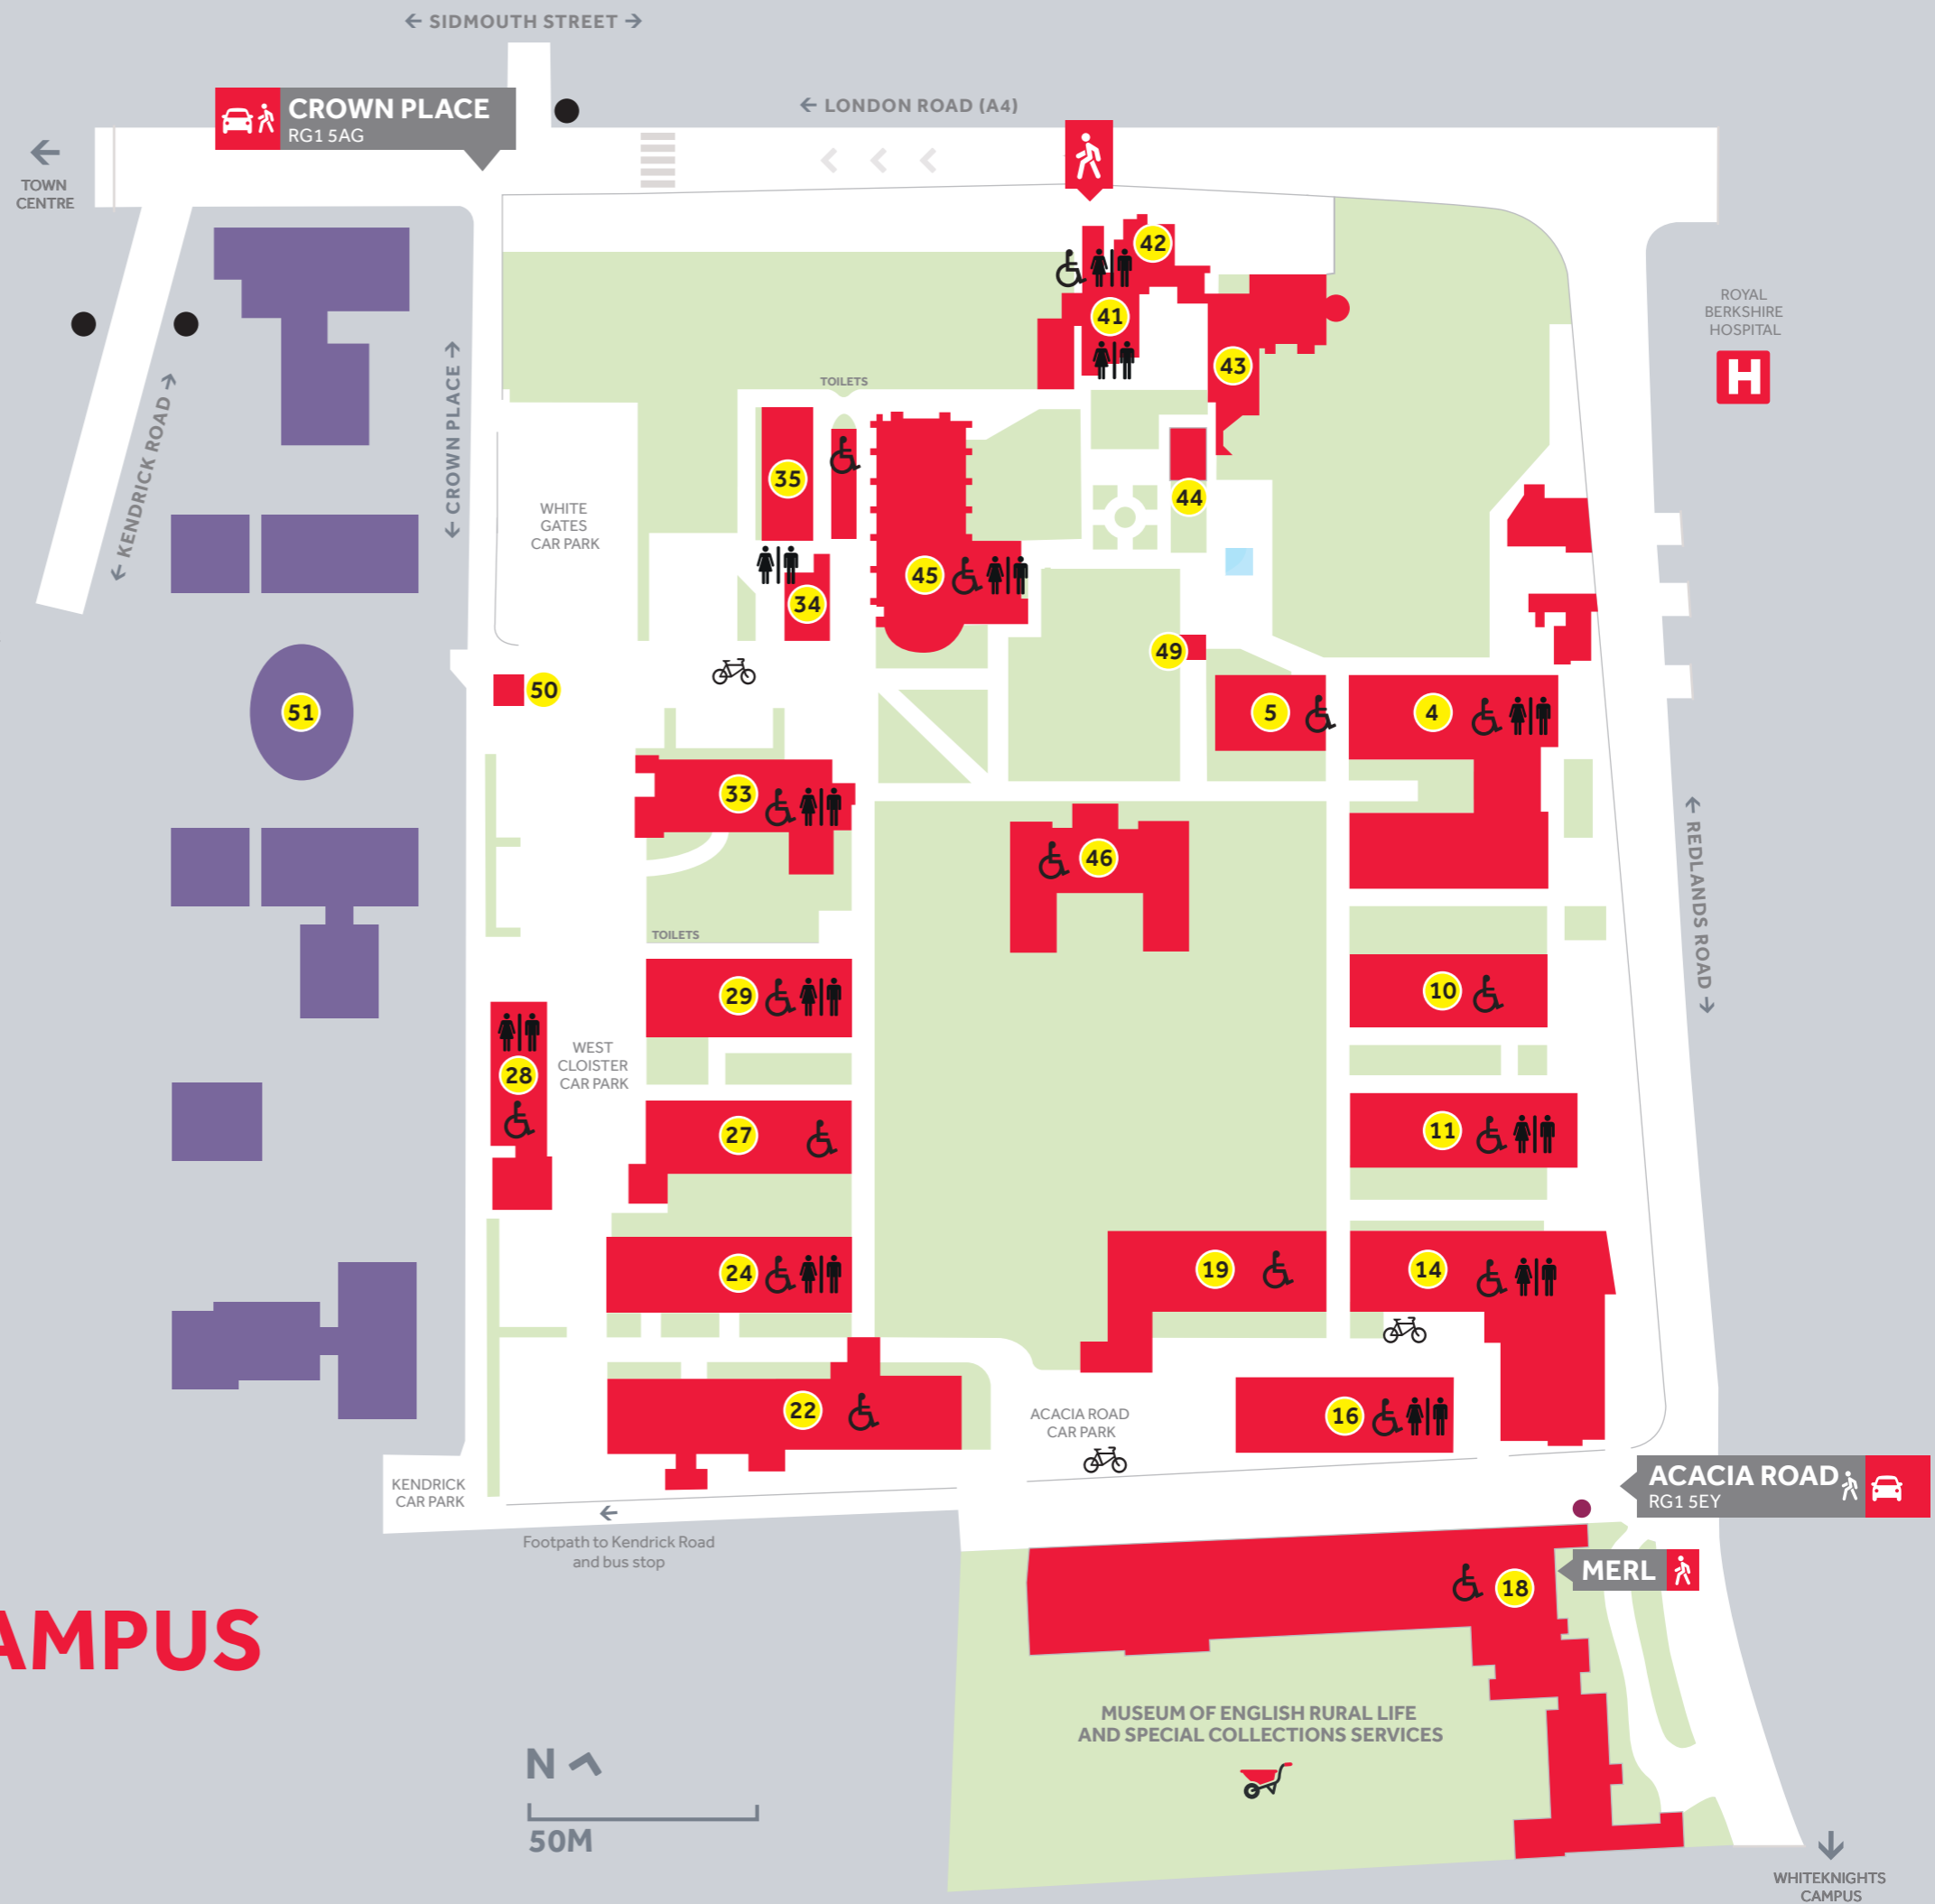 ← SIDMOUTH STREET →
CROWN PLACE
RG1 5AG
← LONDON ROAD (A4)
←
TOWN
CENTRE
42
ROYAL
BERKSHIRE
HOSPITAL
H
41
43
TOILETS
← KENDRICK ROAD →
← CROWN PLACE →
35
44
WHITE
GATES
CAR PARK
45
34
49
50
51
5
4
33
46
← REDLANDS ROAD →
TOILETS
29
10
WEST
CLOISTER
CAR PARK
28
27
11
24
19
14
22
ACACIA ROAD
CAR PARK
16
KENDRICK
CAR PARK
ACACIA ROAD
RG1 5EY
←
Footpath to Kendrick Road
and bus stop
MERL
18
AMPUS
MUSEUM OF ENGLISH RURAL LIFE
AND SPECIAL COLLECTIONS SERVICES
N
50M
↓
WHITEKNIGHTS
CAMPUS